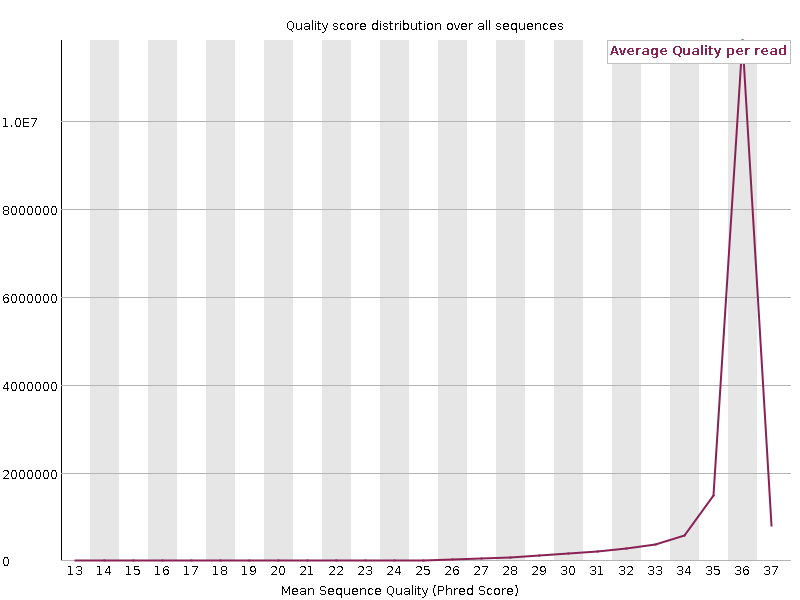 Quality score distribution over all sequences
Average Quality per read
1.0E7
8000000
6000000
4000000
2000000
0
13 14 15 16 17 18 19 20 21 22 23 24 25 26 27 28 29 30 31 32 33 34 35 36 37
Mean Sequence Quality (Phred Score)